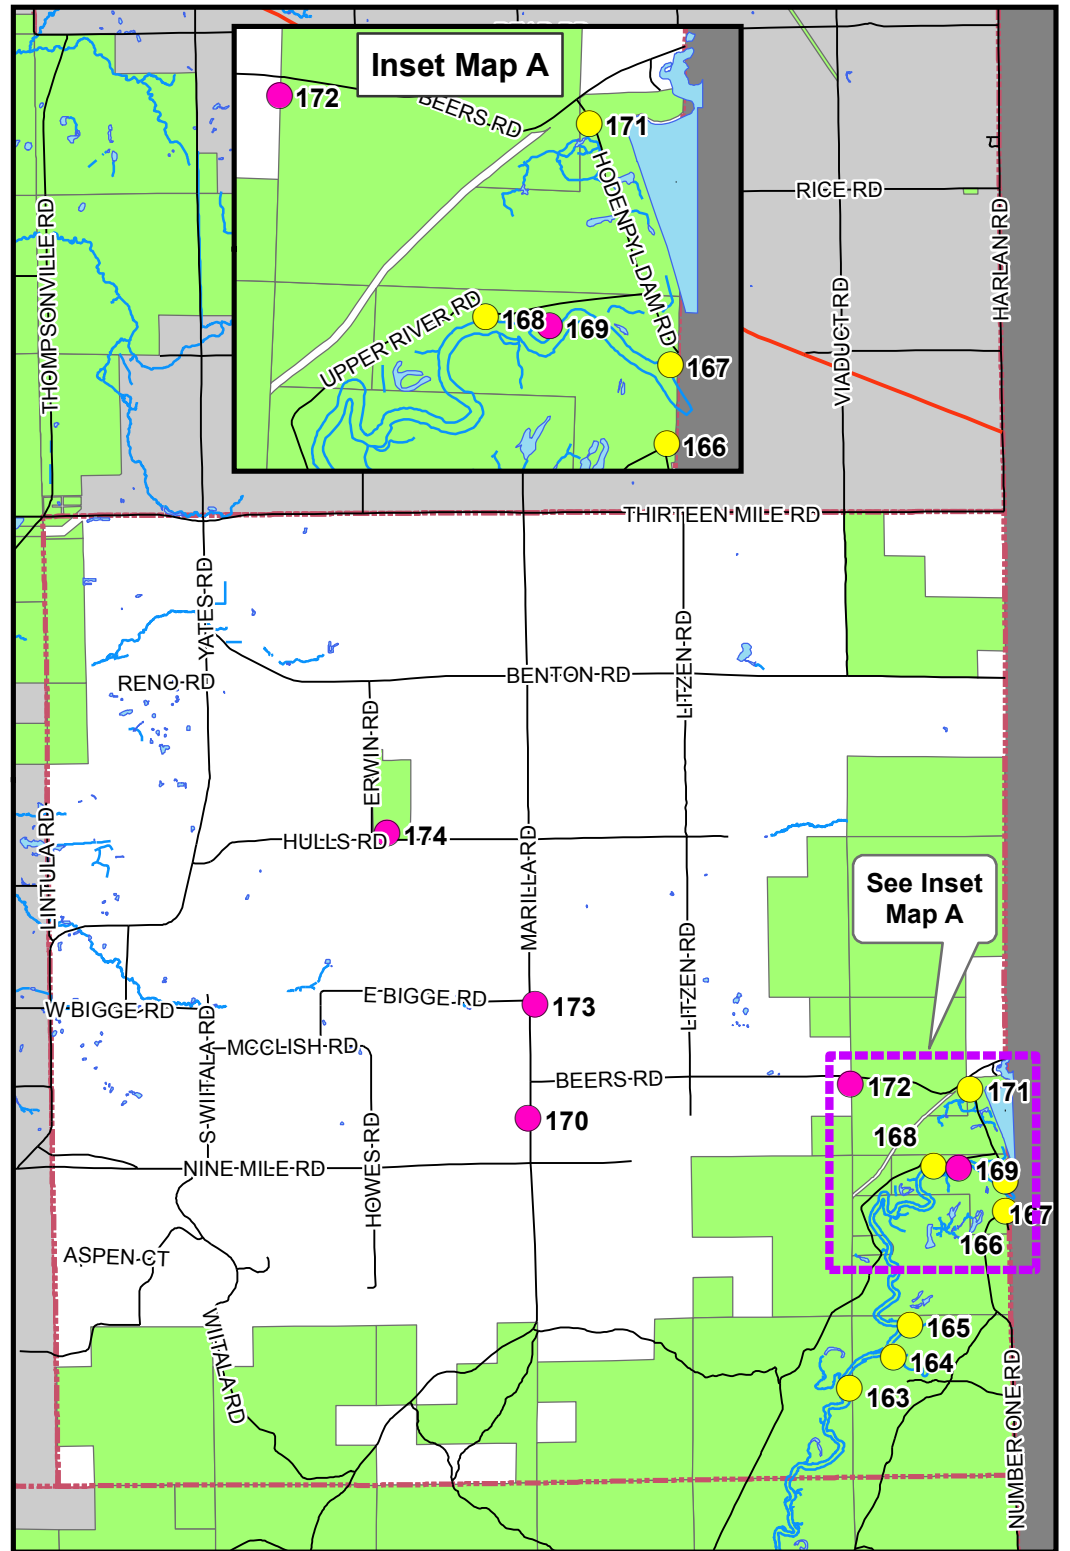 Inset Map A
172
BEERS RD
171
HODENPYL DAM RD
UPPER RIVER RD
168
169
167
166
RICE RD
HARLAN RD
VIADUCT RD
THOMPSONVILLE RD
THIRTEEN MILE RD
YATES RD
RENO RD
BENTON RD
LITZEN RD
ERWIN RD
HULLS RD
174
MARILLA RD
LINTULA RD
See Inset
Map A
LITZEN RD
W BIGGE RD
E BIGGE RD
173
S WIITALA RD
MCCLISH RD
BEERS RD
172
171
170
168
NINE MILE RD
HOWES RD
169
167
166
ASPEN CT
WIITALA RD
165
164
163
NUMBER ONE RD